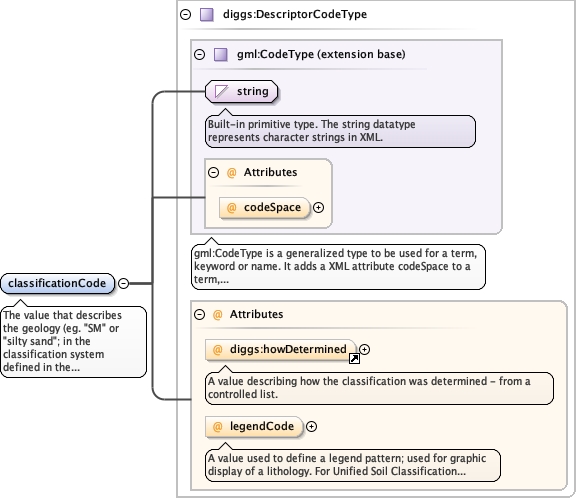 diggs:DescriptorCodeType
gml:CodeType (extension base)
string
Built-in primitive type. The string datatype
represents character strings in XML.
@ Attributes
@ codeSpace
gml:CodeType is a generalized type to be used for a term,
keyword or name. It adds a XML attribute codeSpace to a
term,...
classificationCode
The value that describes
the geology (eg. "SM" or
"silty sand"; in the
classification system
defined in the...
@ Attributes
@ diggs:howDetermined
A value describing how the classification was determined - from a
controlled list.
@ legendCode
A value used to define a legend pattern; used for graphic
display of a lithology. For Unified Soil Classification...